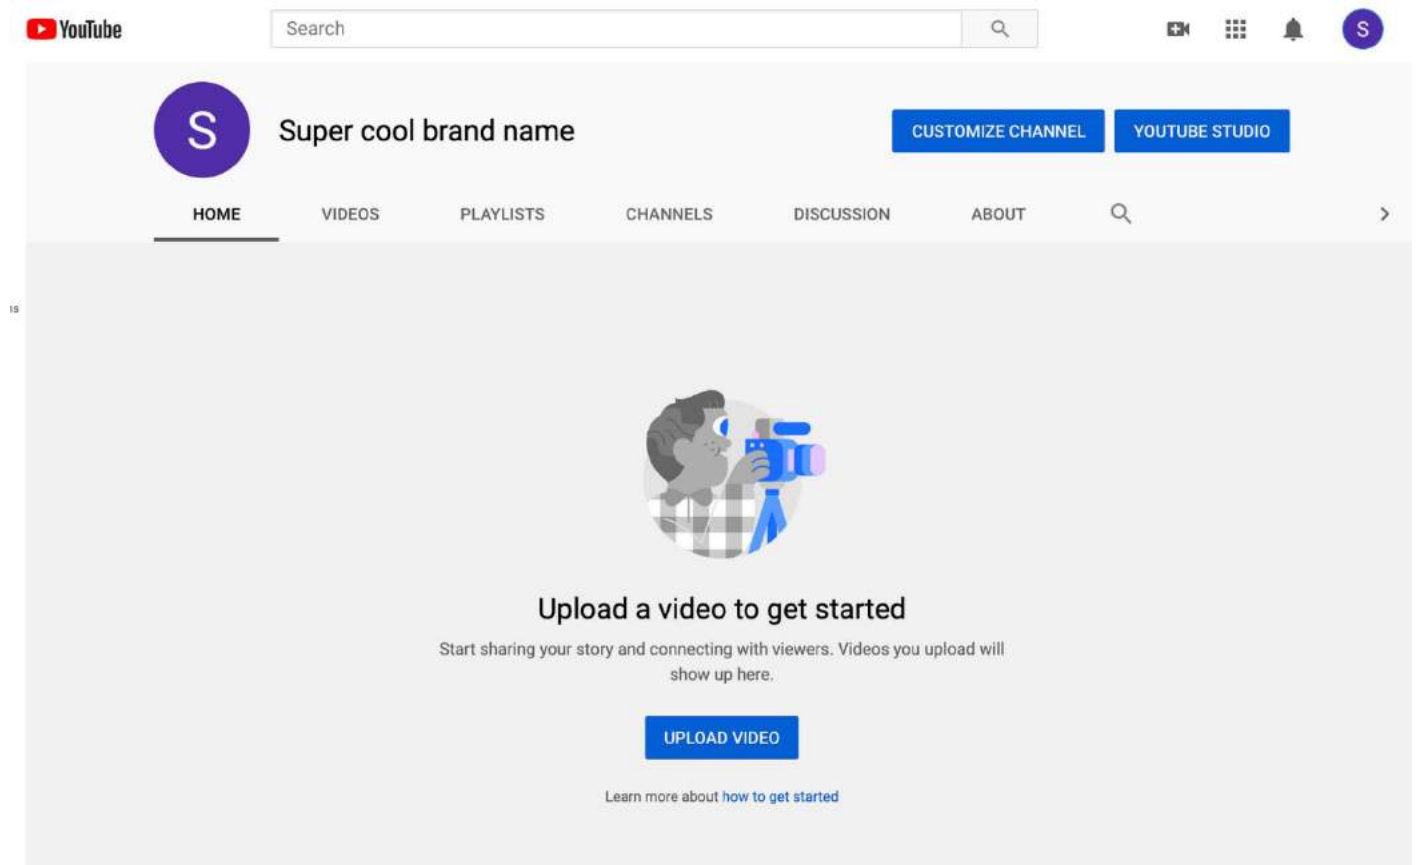 YouTube
Search
S
S
Super cool brand name
CUSTOMIZE CHANNEL
YOUTUBE STUDIO
HOME
VIDEOS
PLAYLISTS
CHANNELS
DISCUSSION
ABOUT
Upload a video to get started
Start sharing your story and connecting with viewers. Videos you upload will
show up here.
UPLOAD VIDEO
Learn more about how to get started